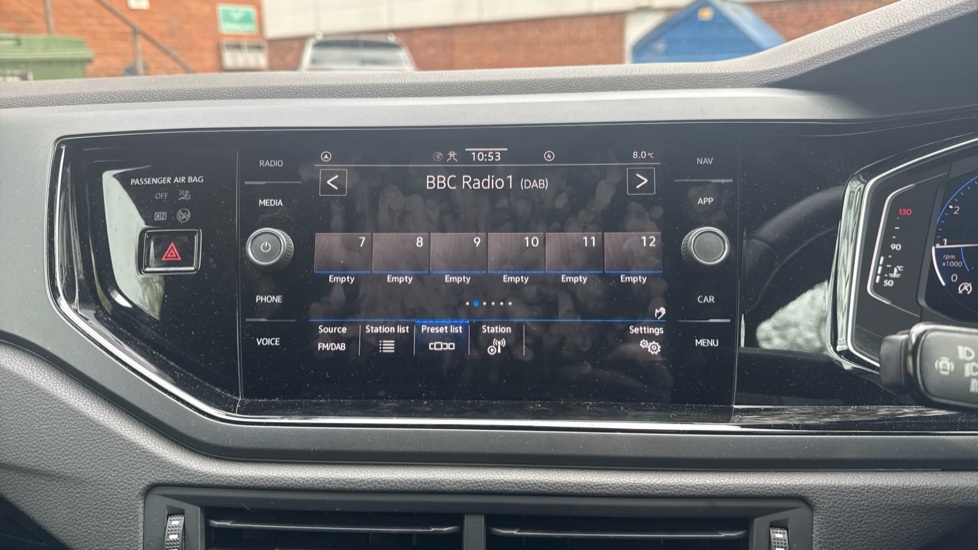 PASSENGER AIR BAG
OFF
RADIO
MEDIA
PHONE
VOICE
10:53
8.0°C
BBC Radio1 (DAB)
7 8 9 10 11 12
Empty Empty Empty Empty Empty Empty
Source Station list Preset list Station Settings
FM/DAB
NAV
APP
CAR
MENU
130
90
50
2
1
rpm
x1000
0